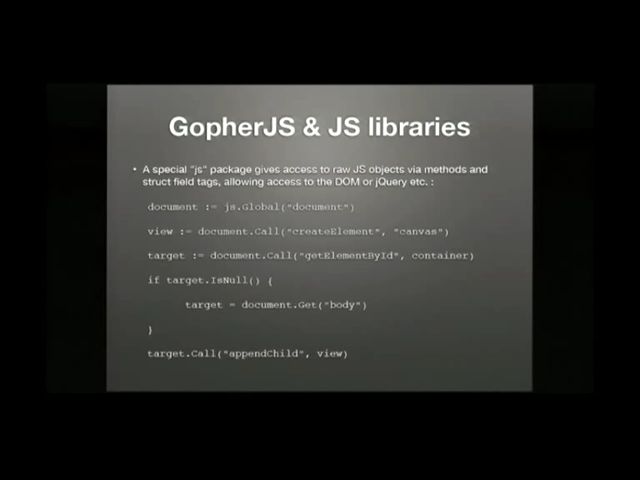 GopherJS & JS libraries
• A special "js" package gives access to raw JS objects via methods and
struct field tags, allowing access to the DOM or jQuery etc. :
document := js.Global("document")
view := document.Call("createElement", "canvas")
target := document.Call("getElementById", container)
if target.IsNull() {
target = document.Get("body")
}
target.Call("appendChild", view)